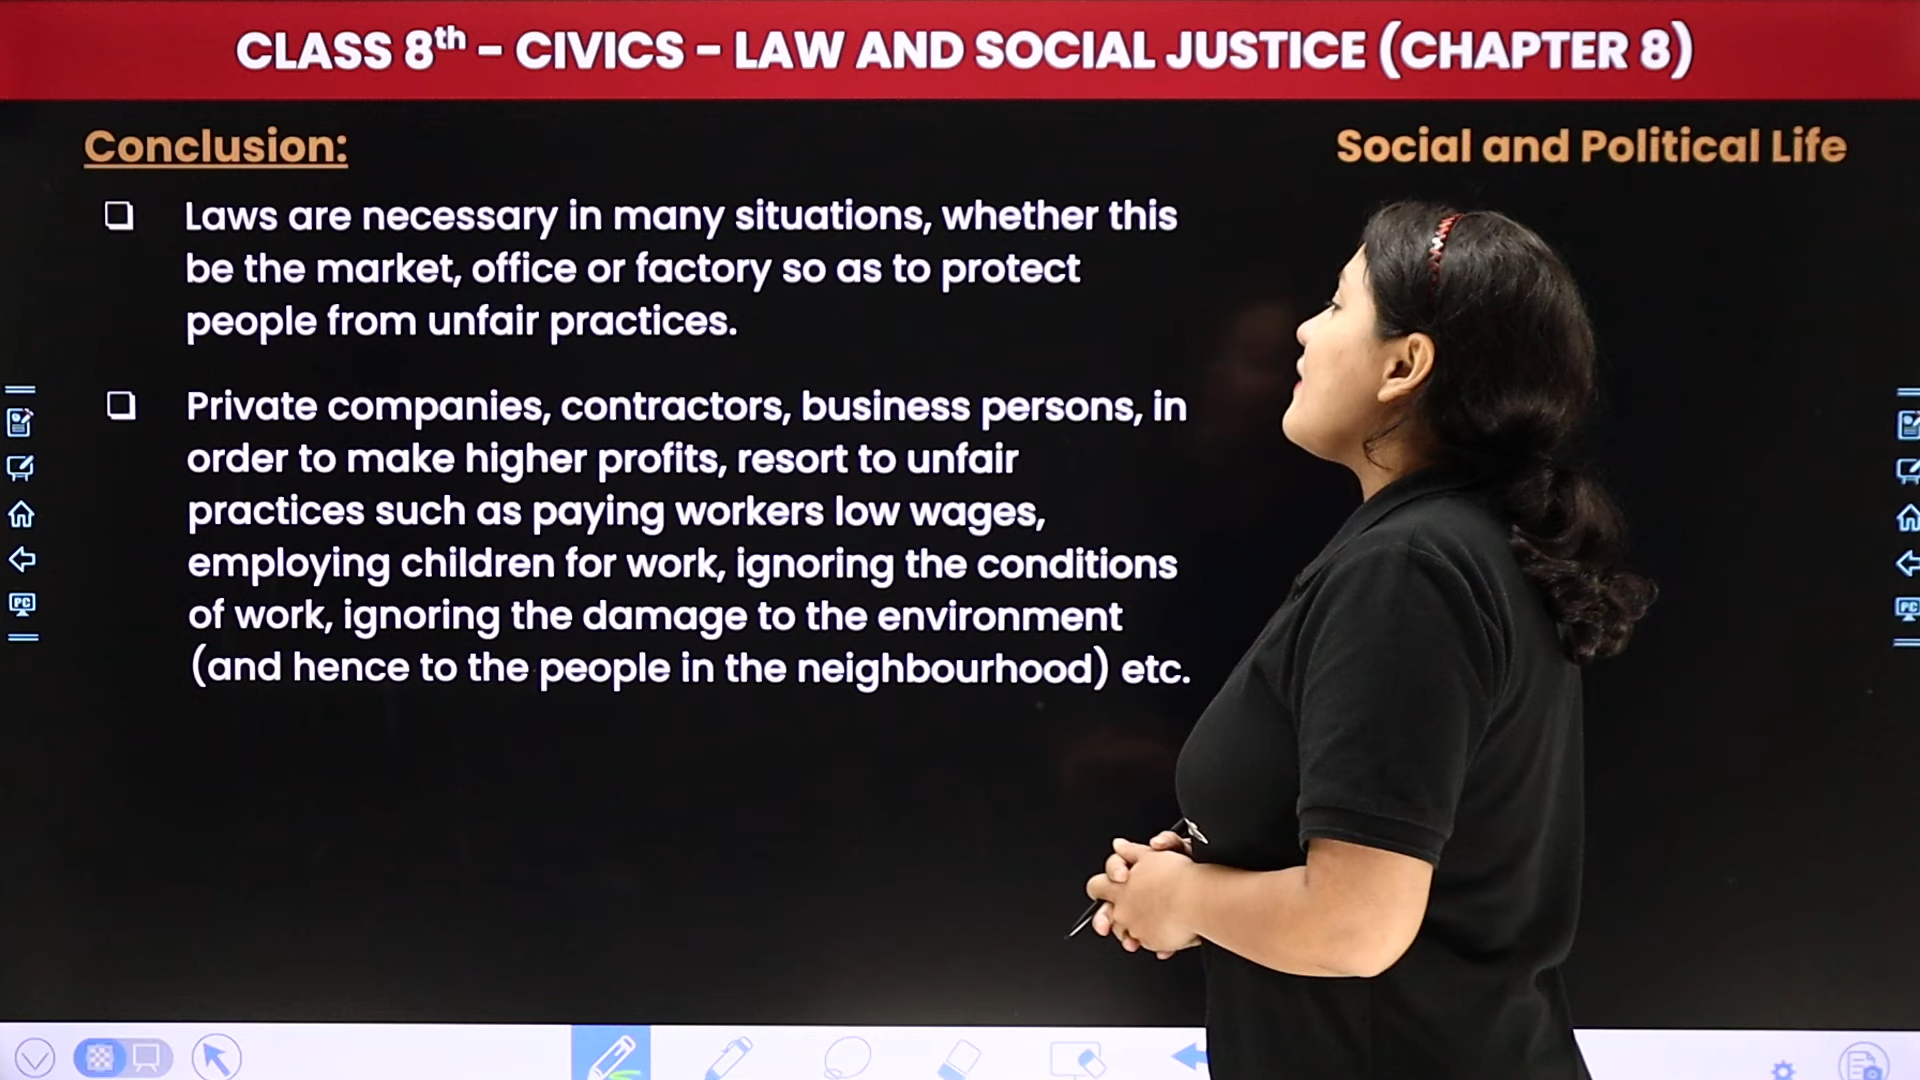 CLASS 8th - CIVICS - LAW AND SOCIAL JUSTICE (CHAPTER 8)
Conclusion:
Social and Political Life
❑ Laws are necessary in many situations, whether this
be the market, office or factory so as to protect
people from unfair practices.
❑ Private companies, contractors, business persons, in
order to make higher profits, resort to unfair
practices such as paying workers low wages,
employing children for work, ignoring the conditions
of work, ignoring the damage to the environment
(and hence to the people in the neighbourhood) etc.
PC
PC